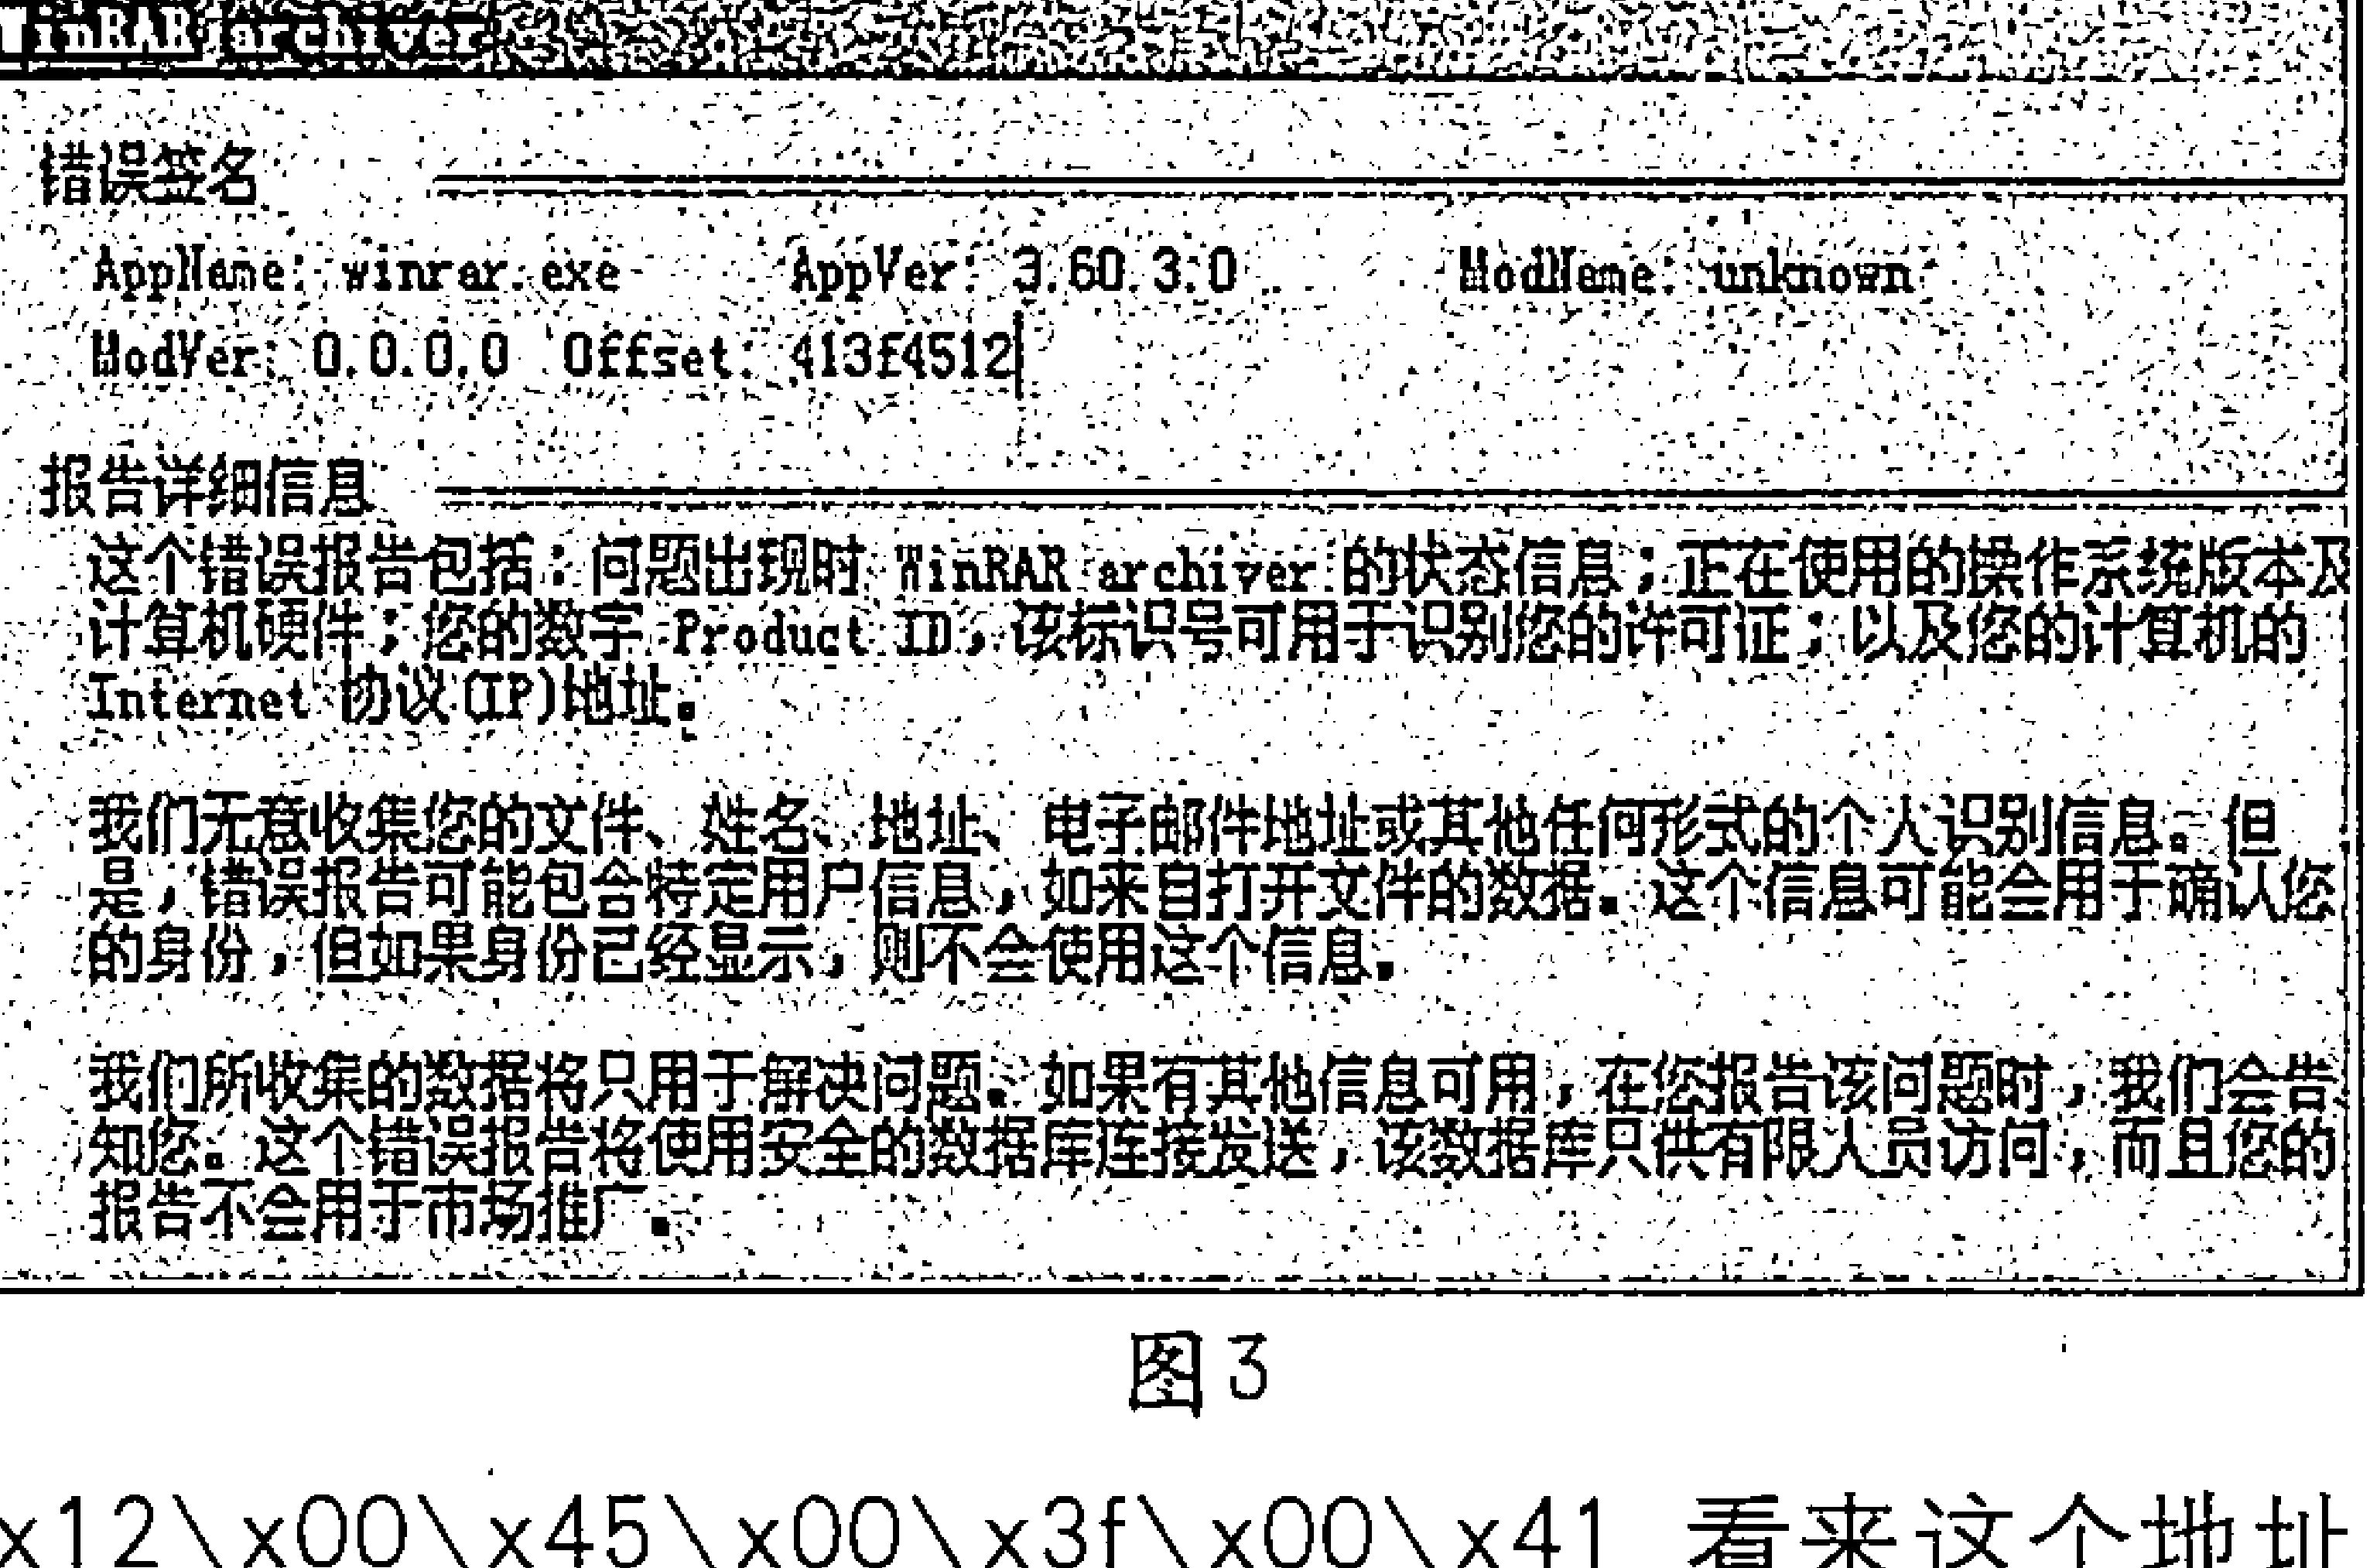 WinRAR archiver
错误签名
AppName: winrar.exe AppVer: 3.60.3.0 ModName: unknown
ModVer: 0.0.0.0 Offset: 413f4512
报告详细信息
这个错误报告包括：问题出现时 WinRAR archiver 的状态信息；正在使用的操作系统版本及
计算机硬件；您的数字 Product ID，该标识号可用于识别您的许可证；以及您的计算机的
Internet 协议(IP)地址。
我们无意收集您的文件、姓名、地址、电子邮件地址或其他任何形式的个人识别信息。但
是，错误报告可能包含特定用户信息，如来自打开文件的数据。这个信息可能会用于确认您
的身份，但如果身份已经显示，则不会使用这个信息。
我们所收集的数据将只用于解决问题。如果有其他信息可用，在您报告该问题时，我们会告
知您。这个错误报告将使用安全的数据库连接发送，该数据库只供有限人员访问，而且您的
报告不会用于市场推广。
图3
x12\x00\x45\x00\x3f\x00\x41 看来这个地址